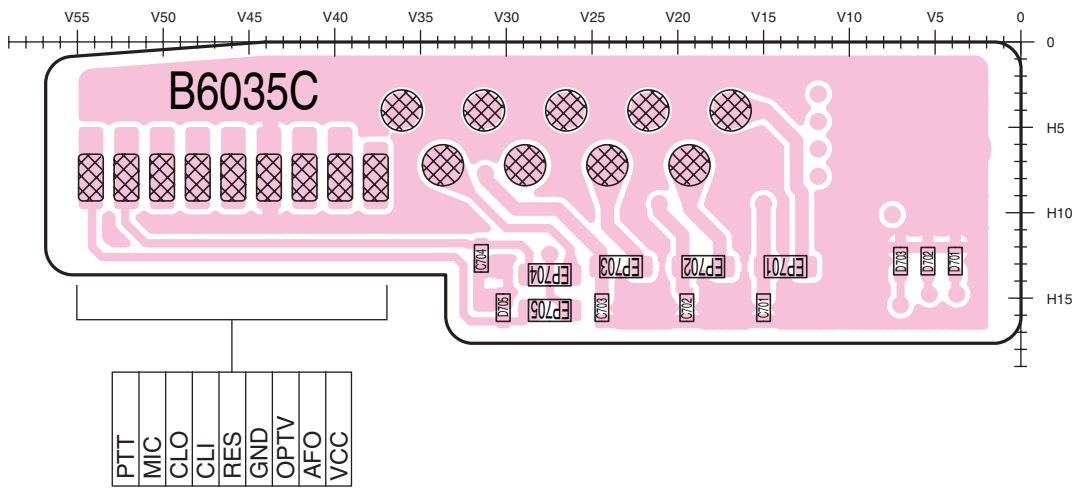 V55 V50 V45 V40 V35 V30 V25 V20 V15 V10 V5 0
0
B6035C
H5
H10
C704 EP704 EP703 EP702 EP701 D703 D702 D701
D705 EP705 C703 C702 C701
H15
PTT
MIC
CLO
CLI
RES
GND
OPTV
AFO
VCC